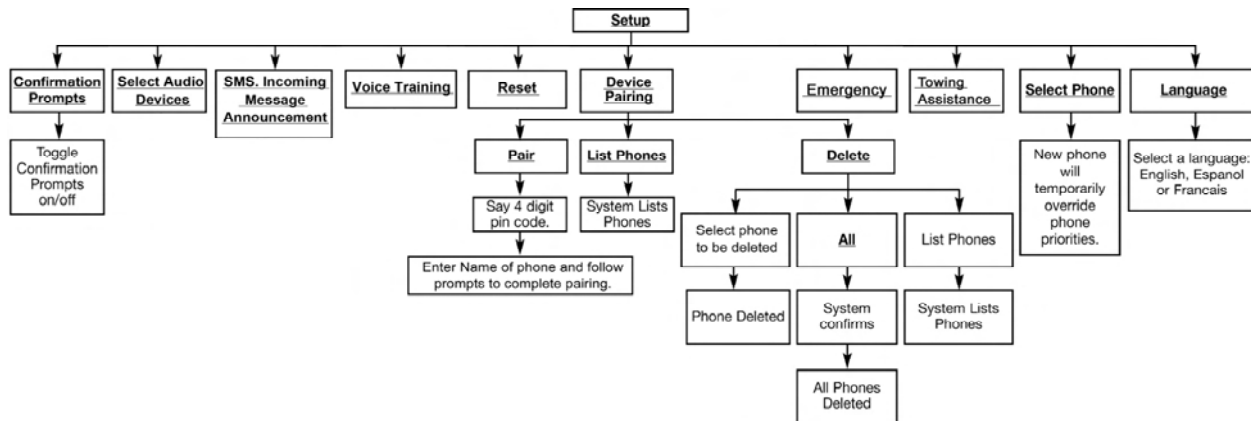 Setup
Confirmation
Prompts
Select Audio
Devices
SMS. Incoming
Message
Announcement
Voice Training
Reset
Device
Pairing
Emergency
Towing
Assistance
Select Phone
Language
Toggle
Confirmation
Prompts
on/off
Pair
List Phones
Delete
New phone
will
temporarily
override
phone
priorities.
Select a language:
English, Espanol
or Francais
Say 4 digit
pin code.
System Lists
Phones
Select phone
to be deleted
All
List Phones
Enter Name of phone and follow
prompts to complete pairing.
Phone Deleted
System
confirms
System Lists
Phones
All Phones
Deleted